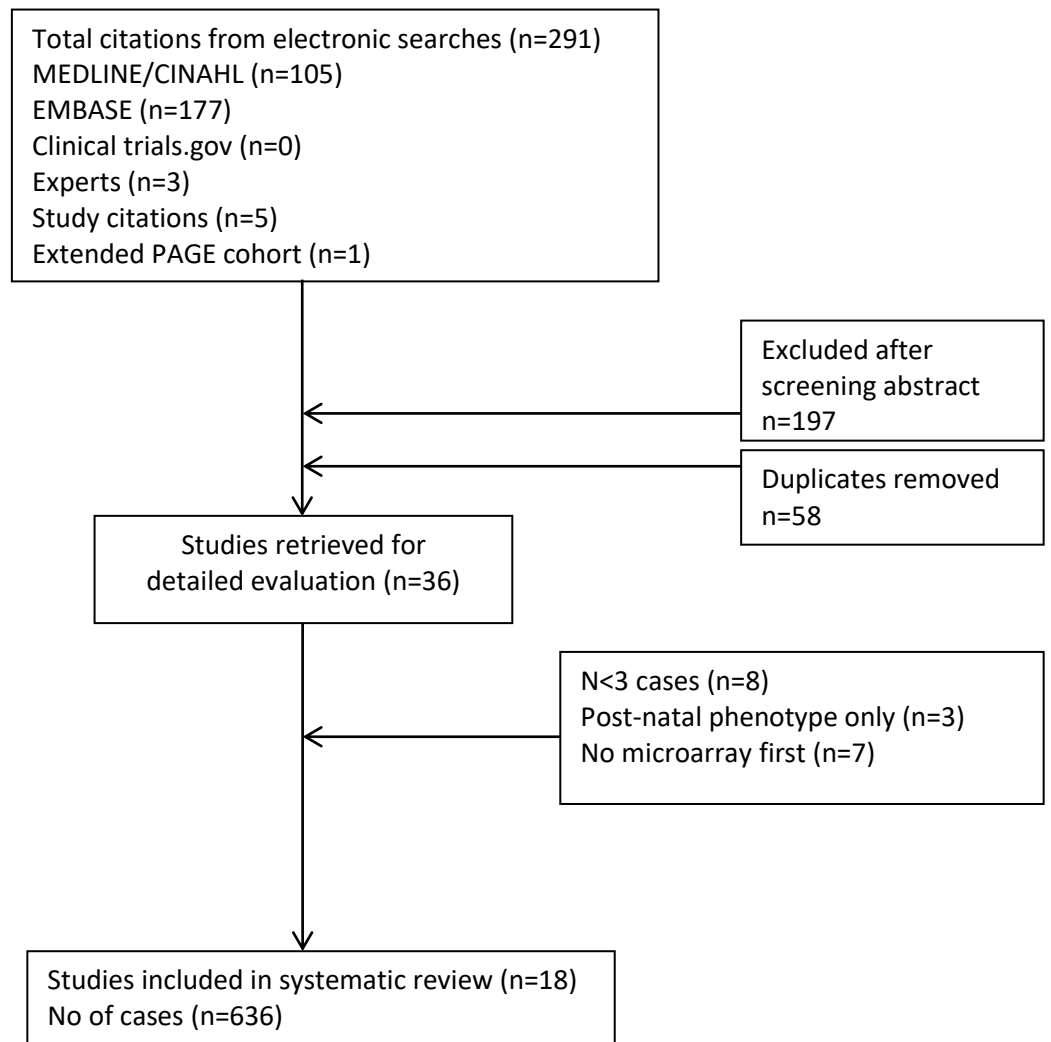 Total citations from electronic searches (n=291)
MEDLINE/CINAHL (n=105)
EMBASE (n=177)
Clinical trials.gov (n=0)
Experts (n=3)
Study citations (n=5)
Extended PAGE cohort (n=1)
Excluded after
screening abstract
n=197
Duplicates removed
n=58
Studies retrieved for
detailed evaluation (n=36)
N<3 cases (n=8)
Post-natal phenotype only (n=3)
No microarray first (n=7)
Studies included in systematic review (n=18)
No of cases (n=636)